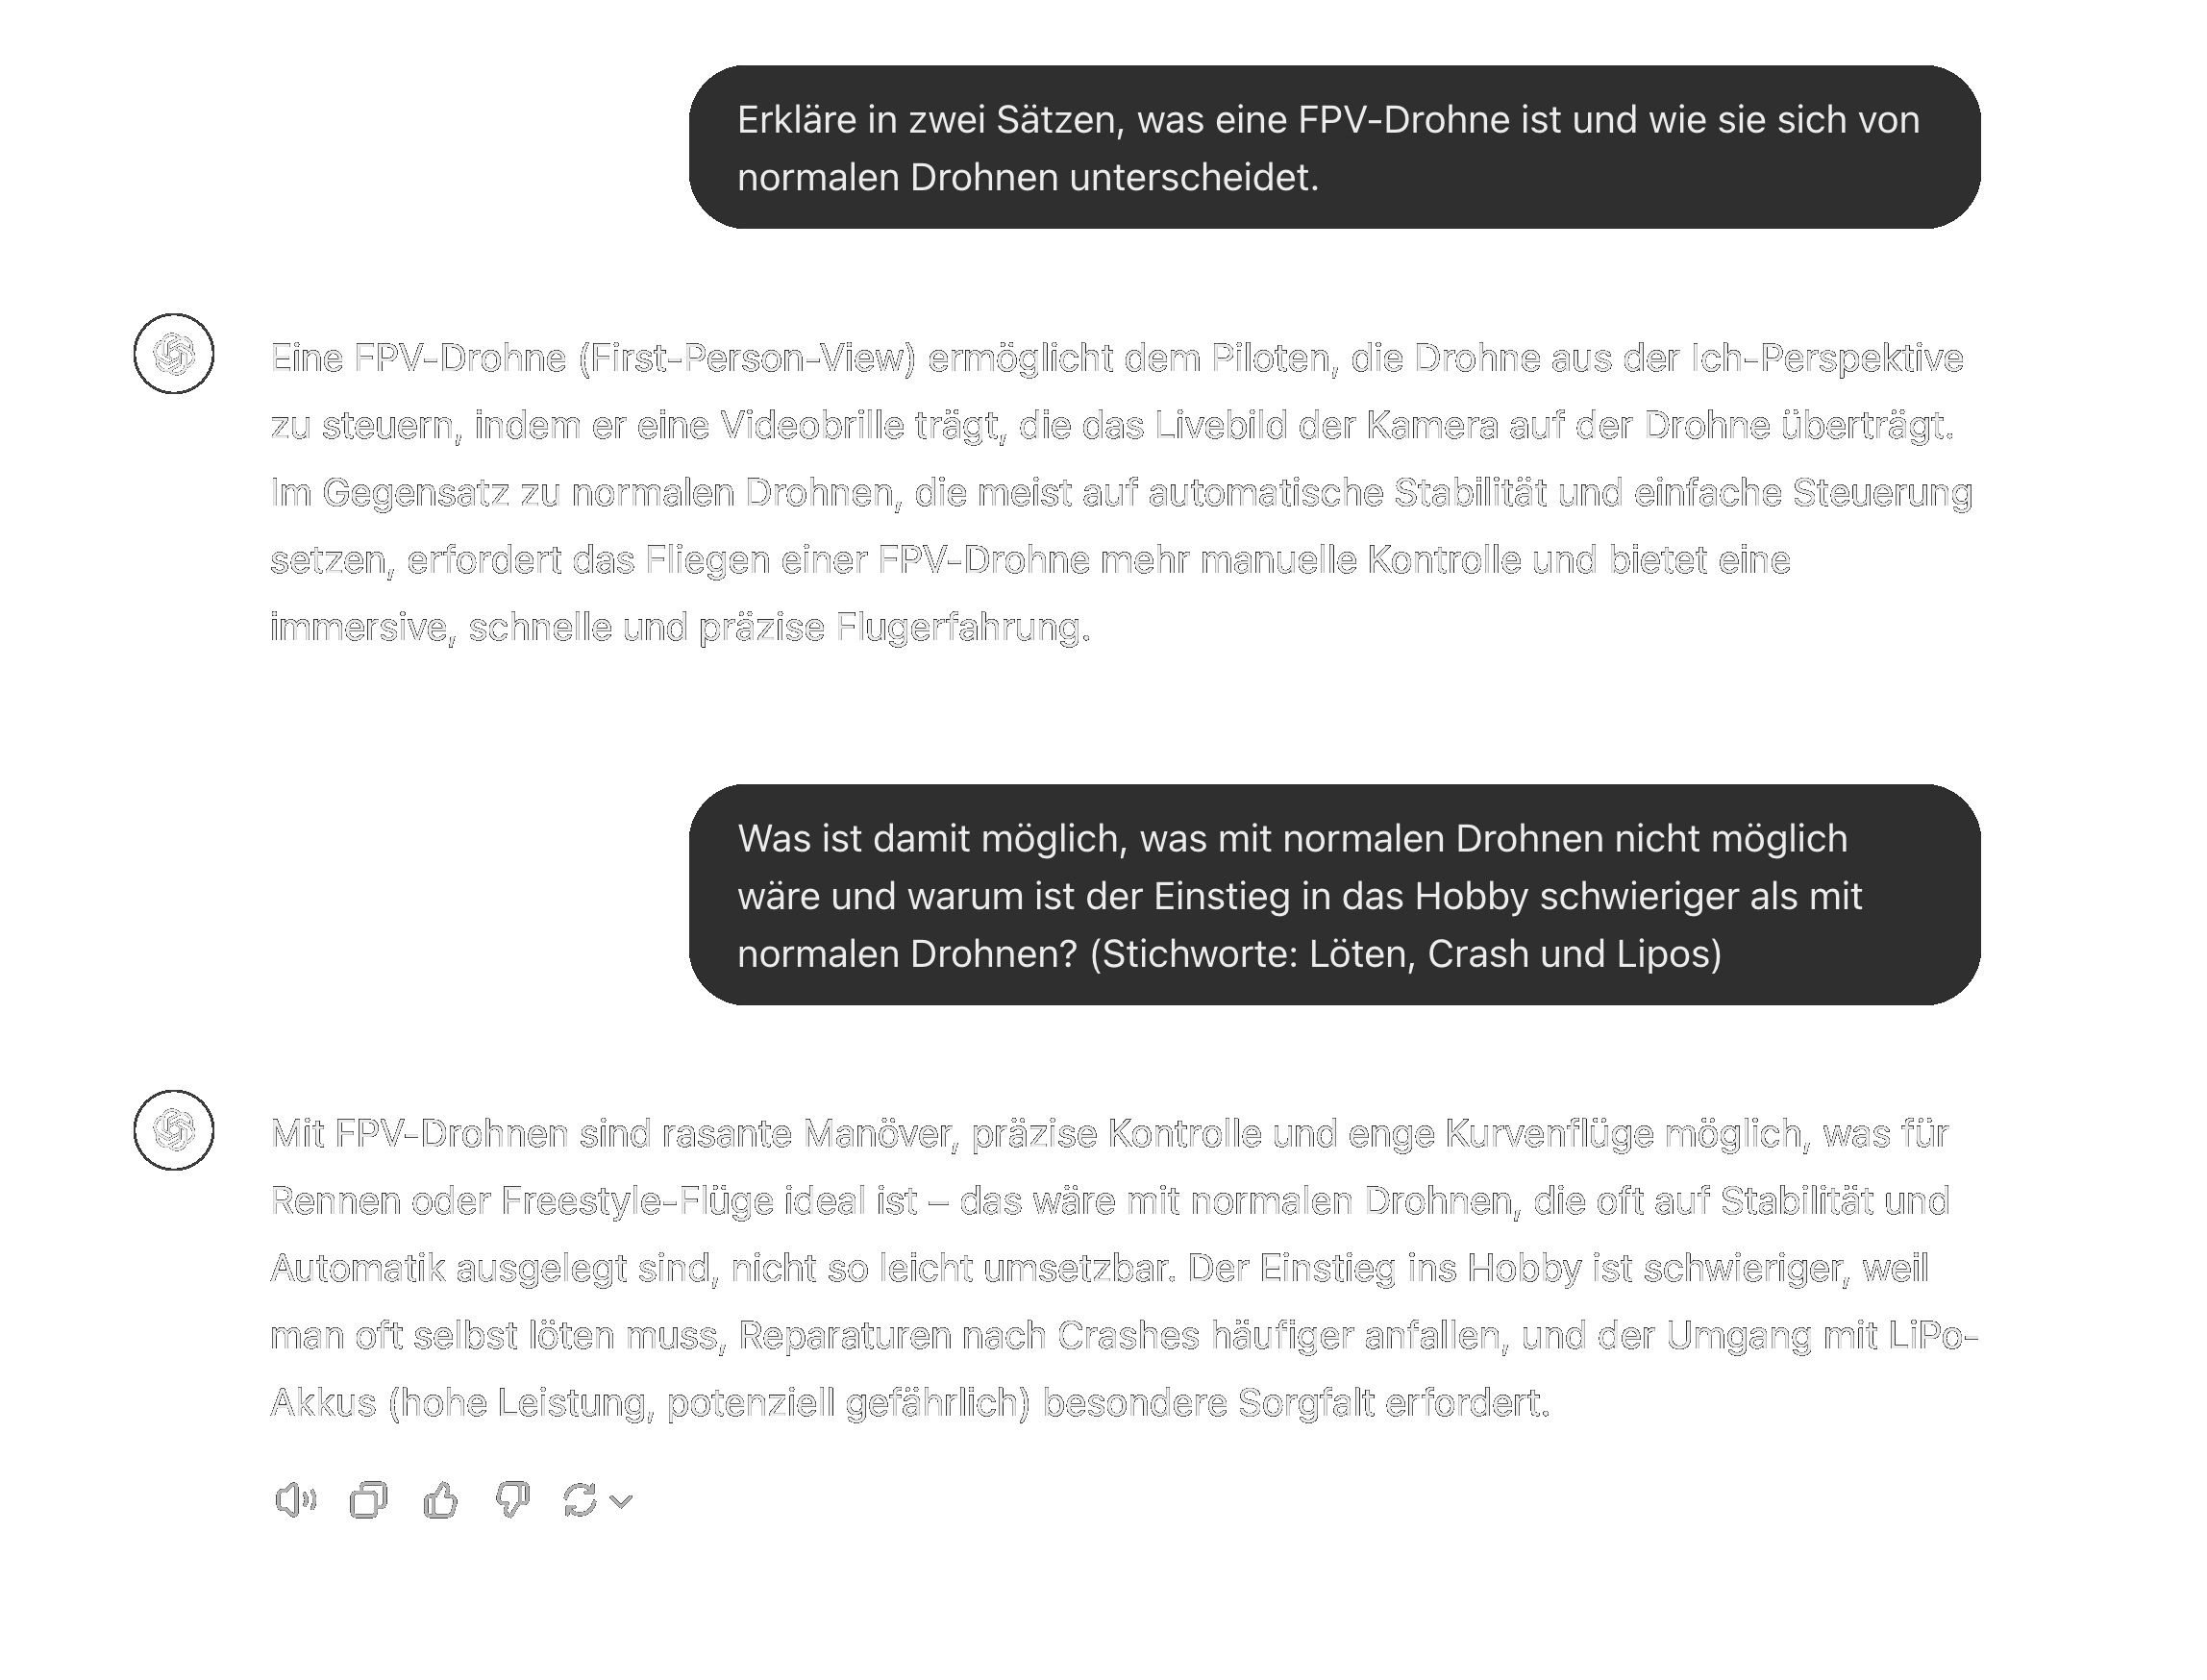 Erkläre in zwei Sätzen, was eine FPV-Drohne ist und wie sie sich von
normalen Drohnen unterscheidet.
Eine FPV-Drohne (First-Person-View) ermöglicht dem Piloten, die Drohne aus der Ich-Perspektive
zu steuern, indem er eine Videobrille trägt, die das Livebild der Kamera auf der Drohne überträgt.
Im Gegensatz zu normalen Drohnen, die meist auf automatische Stabilität und einfache Steuerung
setzen, erfordert das Fliegen einer FPV-Drohne mehr manuelle Kontrolle und bietet eine
immersive, schnelle und präzise Flugerfahrung.
Was ist damit möglich, was mit normalen Drohnen nicht möglich
wäre und warum ist der Einstieg in das Hobby schwieriger als mit
normalen Drohnen? (Stichworte: Löten, Crash und Lipos)
Mit FPV-Drohnen sind rasante Manöver, präzise Kontrolle und enge Kurvenflüge möglich, was für
Rennen oder Freestyle-Flüge ideal ist – das wäre mit normalen Drohnen, die oft auf Stabilität und
Automatik ausgelegt sind, nicht so leicht umsetzbar. Der Einstieg ins Hobby ist schwieriger, weil
man oft selbst löten muss, Reparaturen nach Crashes häufiger anfallen, und der Umgang mit LiPo-
Akkus (hohe Leistung, potenziell gefährlich) besondere Sorgfalt erfordert.